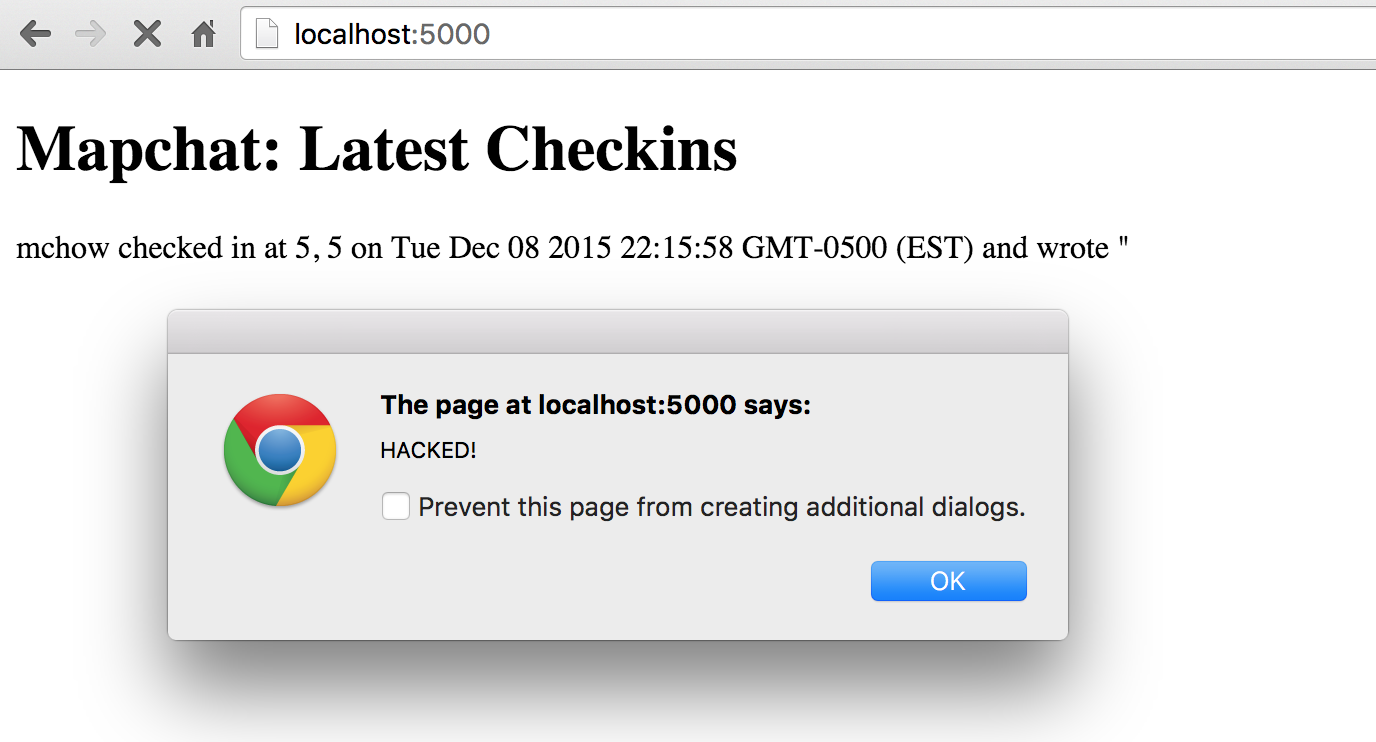 localhost:5000
Mapchat: Latest Checkins
mchow checked in at 5, 5 on Tue Dec 08 2015 22:15:58 GMT-0500 (EST) and wrote "
The page at localhost:5000 says:
HACKED!
Prevent this page from creating additional dialogs.
OK